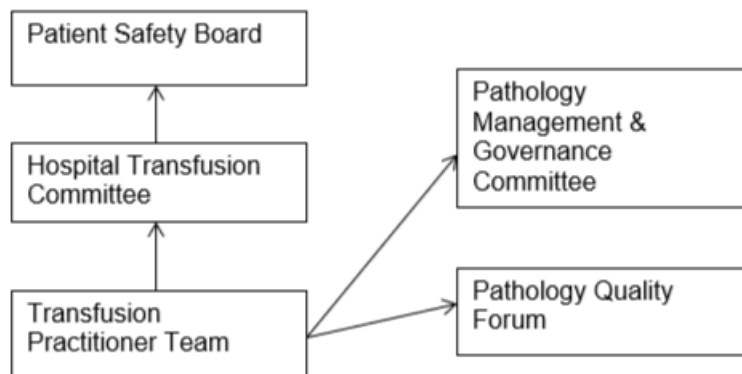 Patient Safety Board
Hospital Transfusion
Committee
Transfusion
Practitioner Team
Pathology
Management &
Governance
Committee
Pathology Quality
Forum